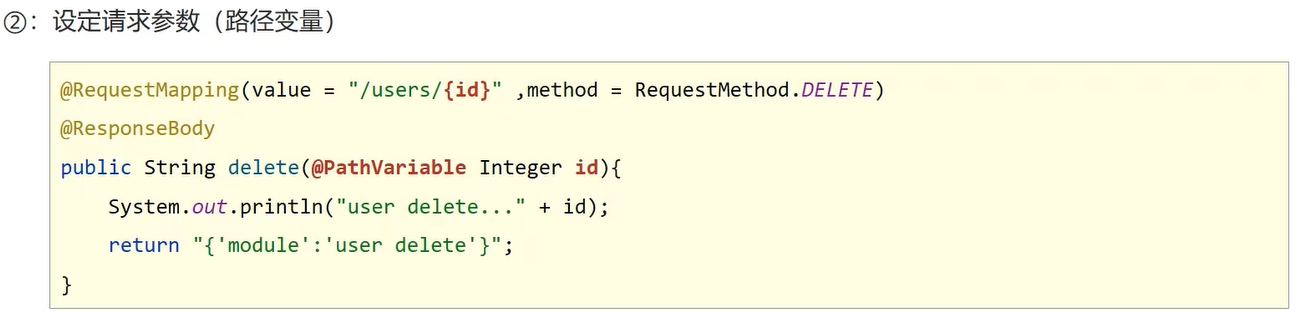 ②：设定请求参数（路径变量）
@RequestMapping(value = "/users/{id}" ,method = RequestMethod.DELETE)
@ResponseBody
public String delete(@PathVariable Integer id){
    System.out.println("user delete..." + id);
    return "{'module':'user delete'}";
}